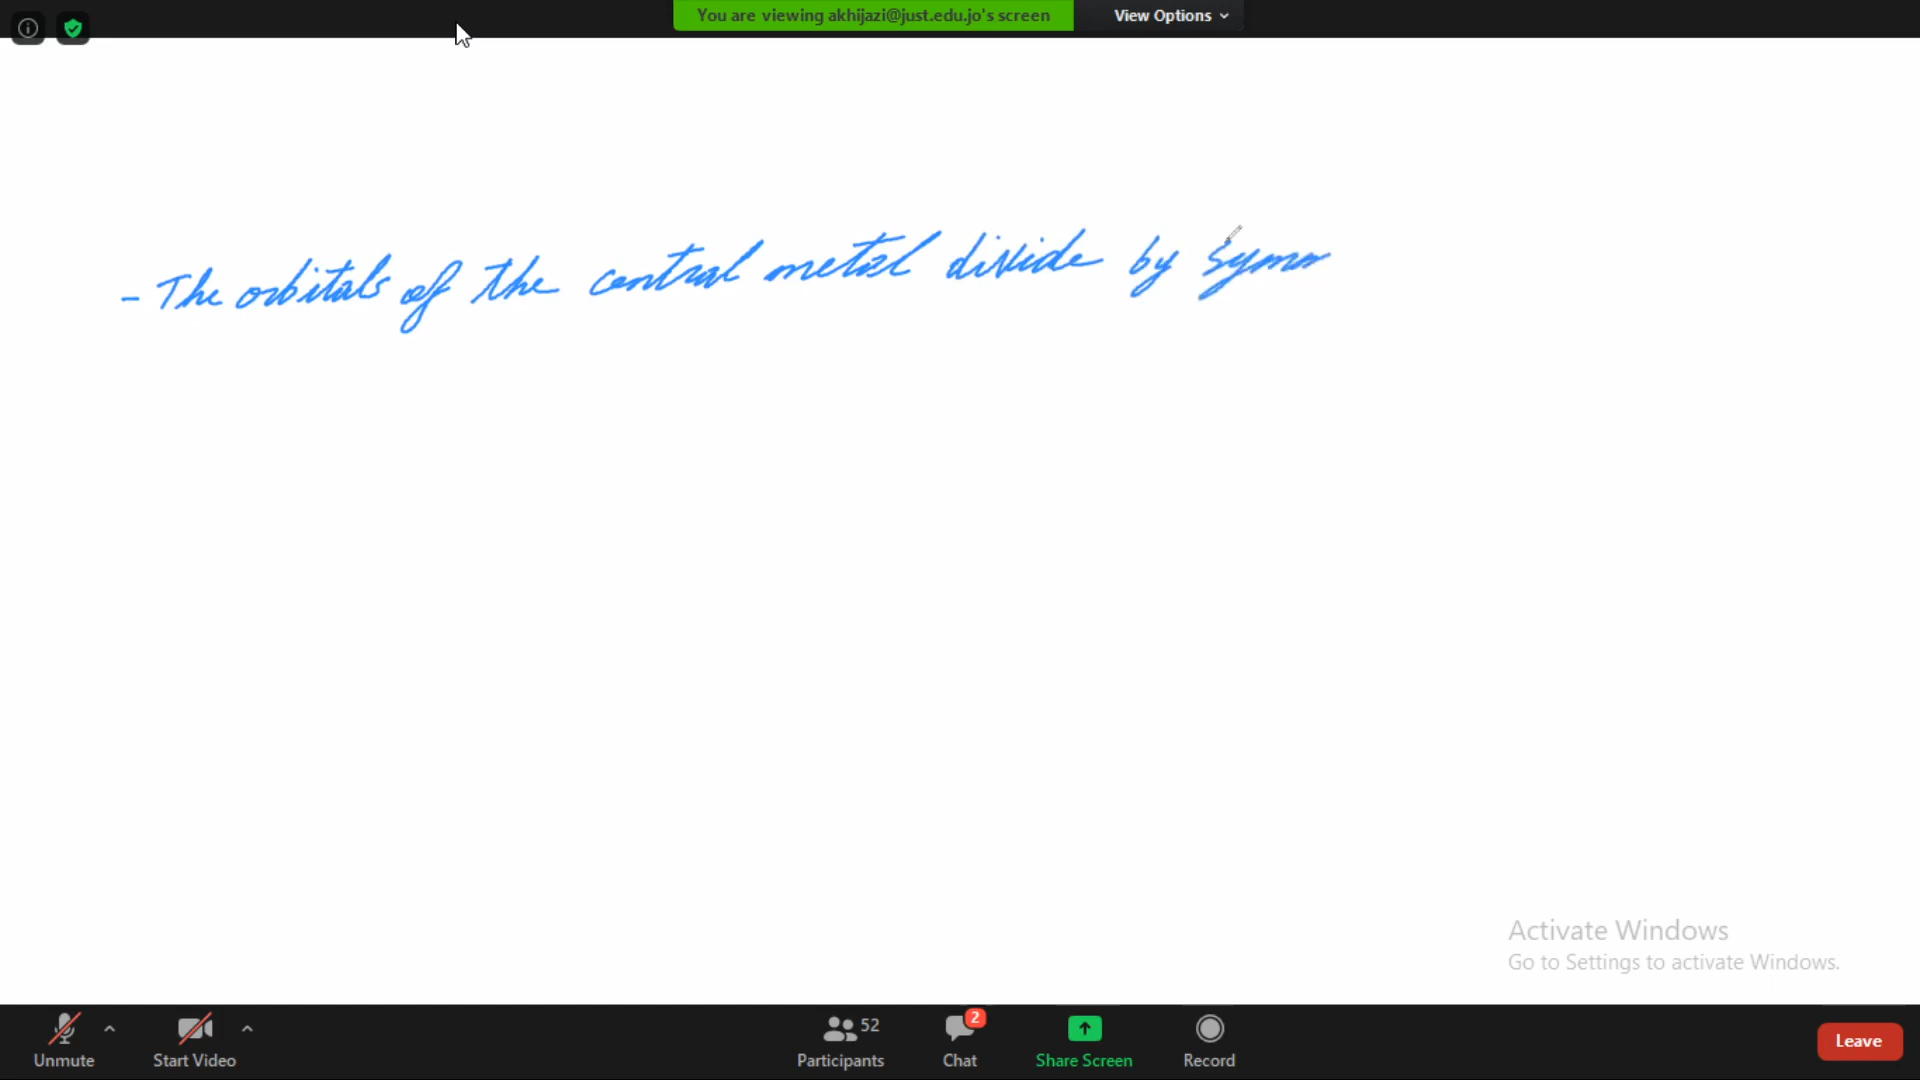 You are viewing akhijazi@just.edu.jo's screen
View Options
- The orbitals of the central metal divide by symm
Activate Windows
Go to Settings to activate Windows.
Unmute
Start Video
52
Participants
2
Chat
Share Screen
Record
Leave